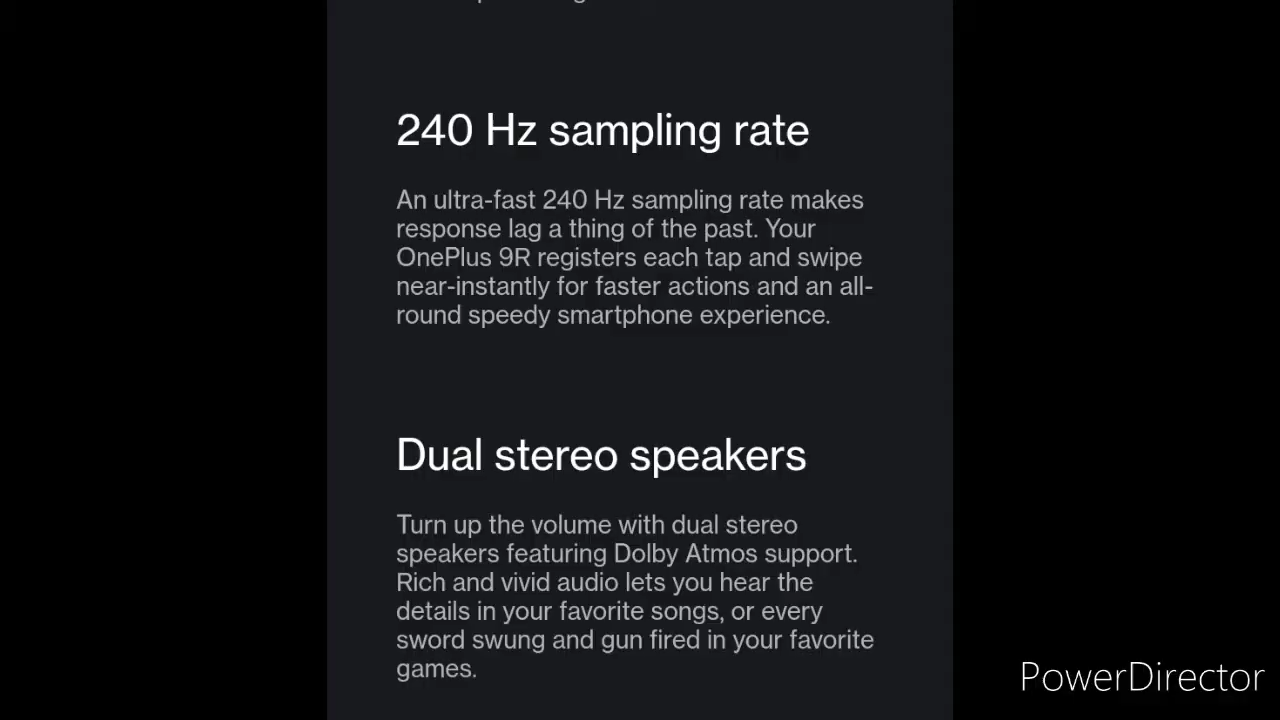 240 Hz sampling rate
An ultra-fast 240 Hz sampling rate makes
response lag a thing of the past. Your
OnePlus 9R registers each tap and swipe
near-instantly for faster actions and an all-
round speedy smartphone experience.
Dual stereo speakers
Turn up the volume with dual stereo
speakers featuring Dolby Atmos support.
Rich and vivid audio lets you hear the
details in your favorite songs, or every
sword swung and gun fired in your favorite
games.
PowerDirector